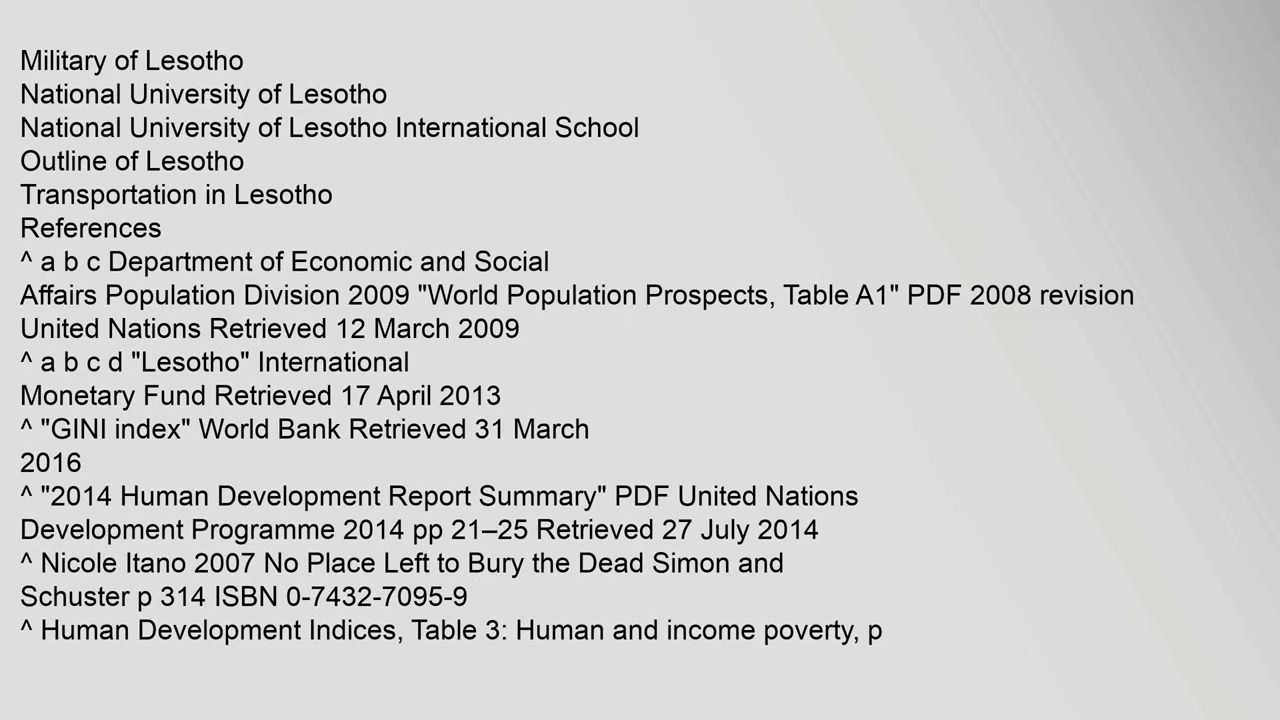 Military of Lesotho
National University of Lesotho
National University of Lesotho International School
Outline of Lesotho
Transportation in Lesotho
References
^ a b c Department of Economic and Social
Affairs Population Division 2009 "World Population Prospects, Table A1" PDF 2008 revision
United Nations Retrieved 12 March 2009
^ a b c d "Lesotho" International
Monetary Fund Retrieved 17 April 2013
^ "GINI index" World Bank Retrieved 31 March
2016
^ "2014 Human Development Report Summary" PDF United Nations
Development Programme 2014 pp 21–25 Retrieved 27 July 2014
^ Nicole Itano 2007 No Place Left to Bury the Dead Simon and
Schuster p 314 ISBN 0-7432-7095-9
^ Human Development Indices, Table 3: Human and income poverty, p